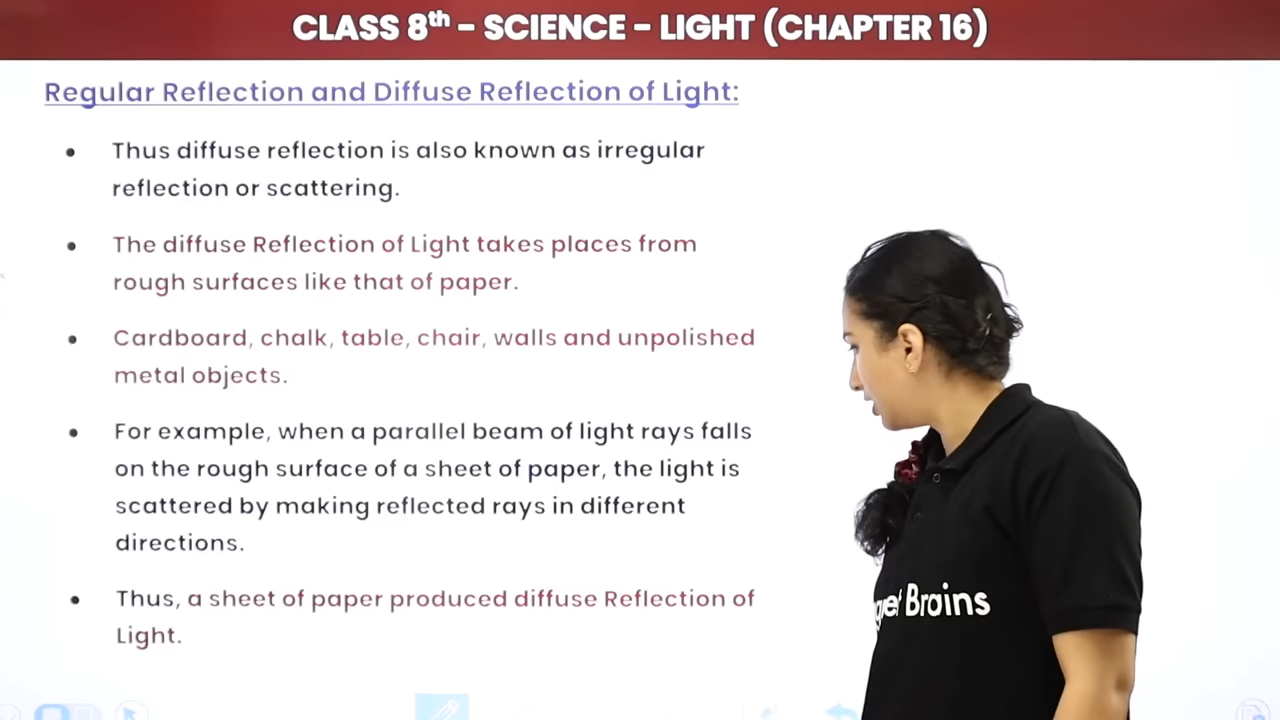 CLASS 8th - SCIENCE - LIGHT (CHAPTER 16)
Regular Reflection and Diffuse Reflection of Light:
• Thus diffuse reflection is also known as irregular
reflection or scattering.
• The diffuse Reflection of Light takes places from
rough surfaces like that of paper.
• Cardboard, chalk, table, chair, walls and unpolished
metal objects.
• For example, when a parallel beam of light rays falls
on the rough surface of a sheet of paper, the light is
scattered by making reflected rays in different
directions.
• Thus, a sheet of paper produced diffuse Reflection of
Light.
Brains